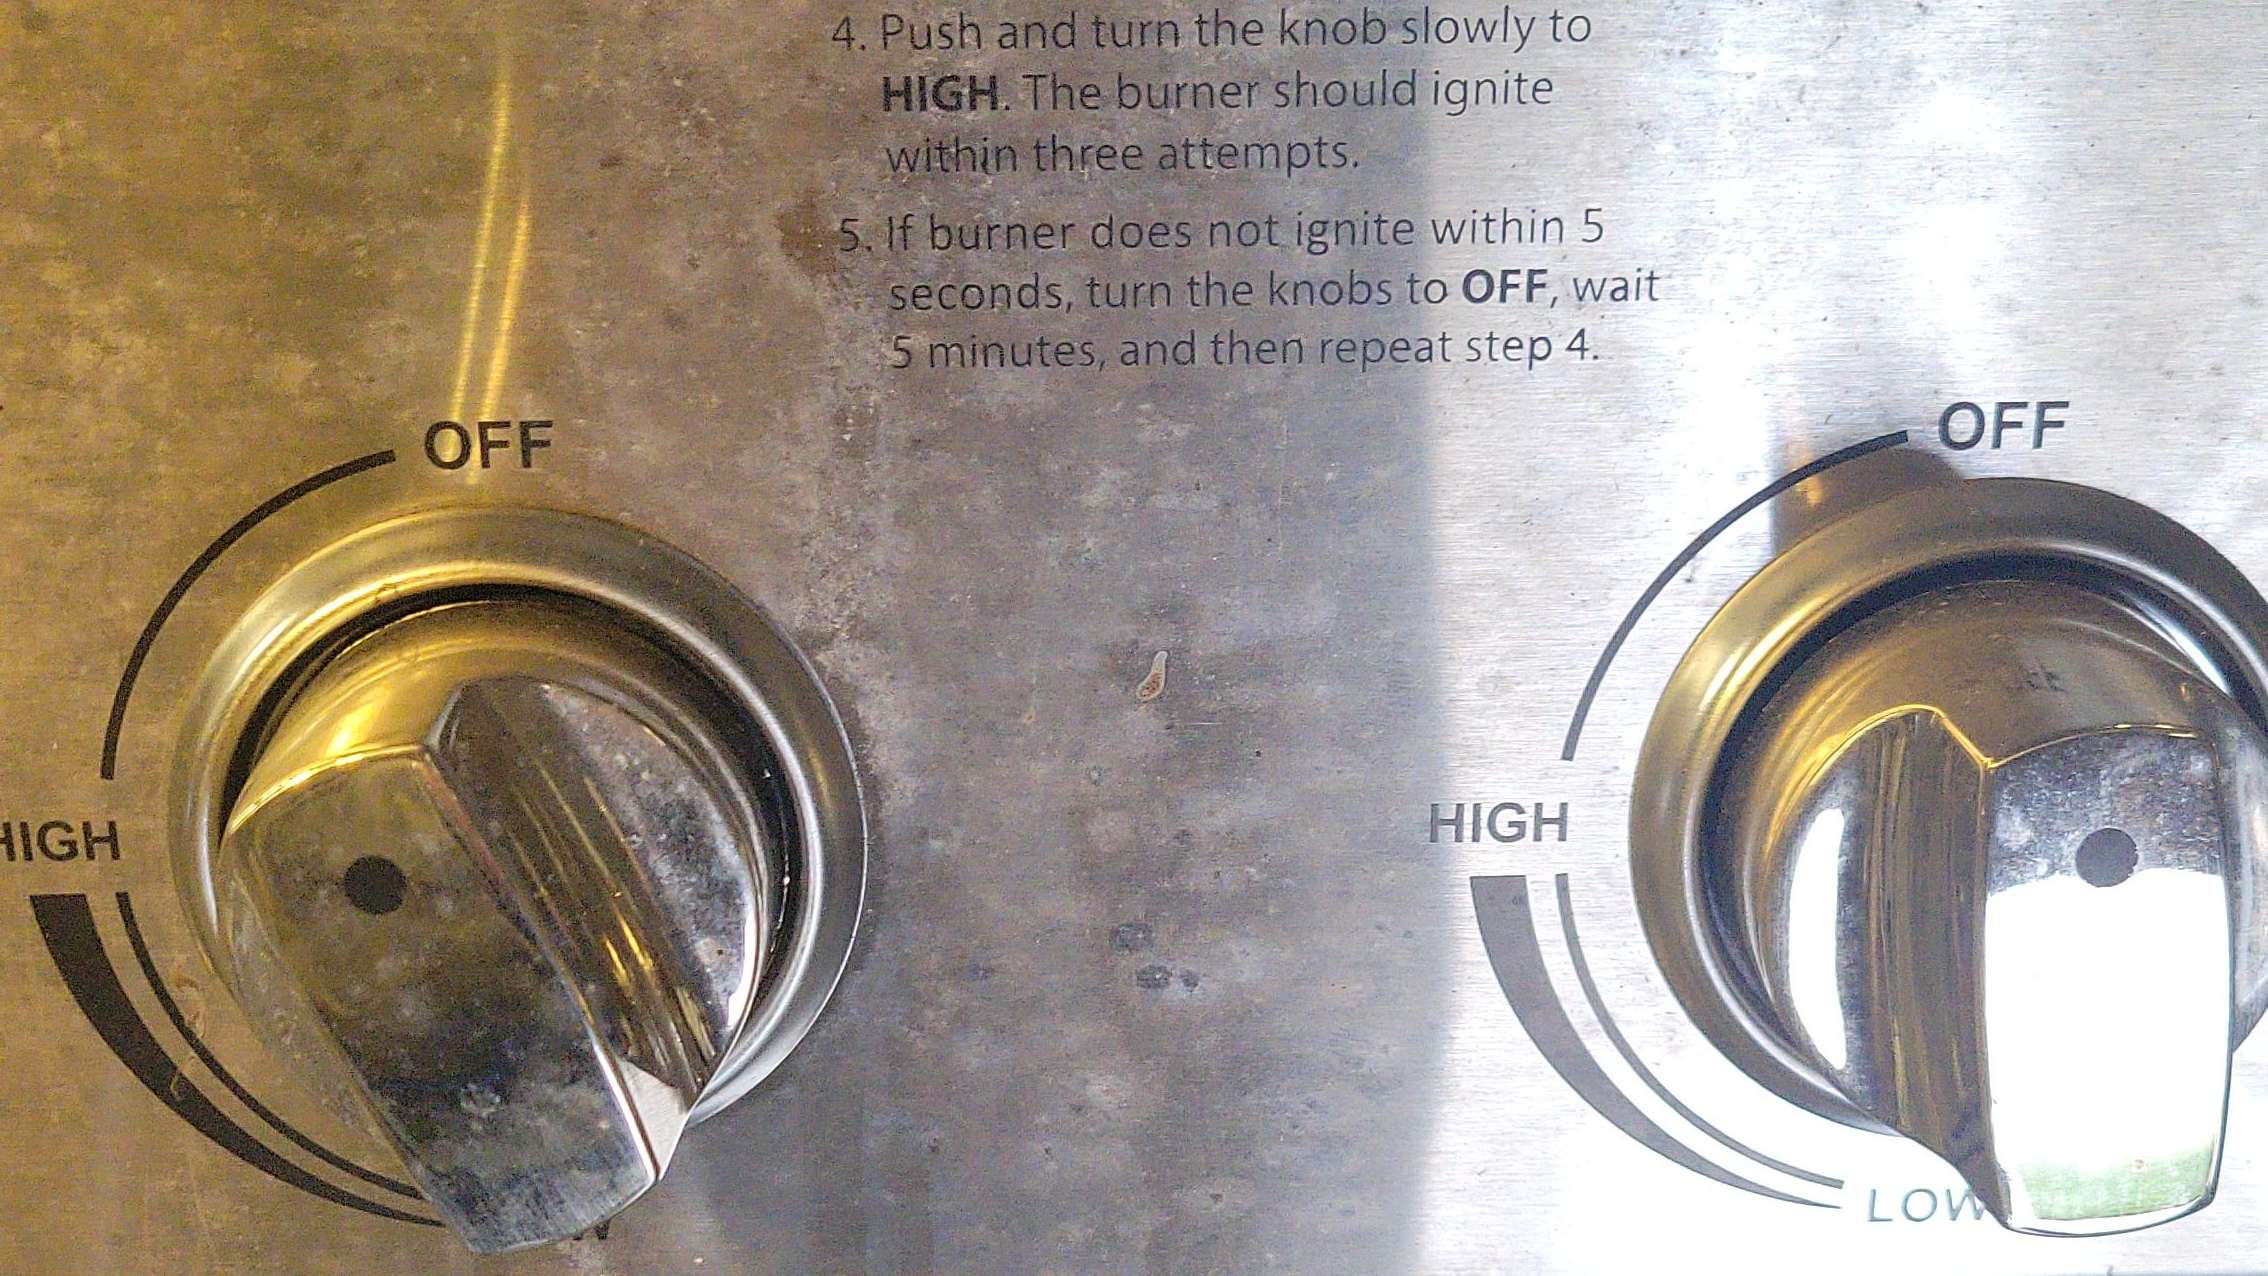 4. Push and turn the knob slowly to
HIGH. The burner should ignite
within three attempts.
5. If burner does not ignite within 5
seconds, turn the knobs to OFF, wait
5 minutes, and then repeat step 4.
OFF
OFF
HIGH
HIGH
LOW